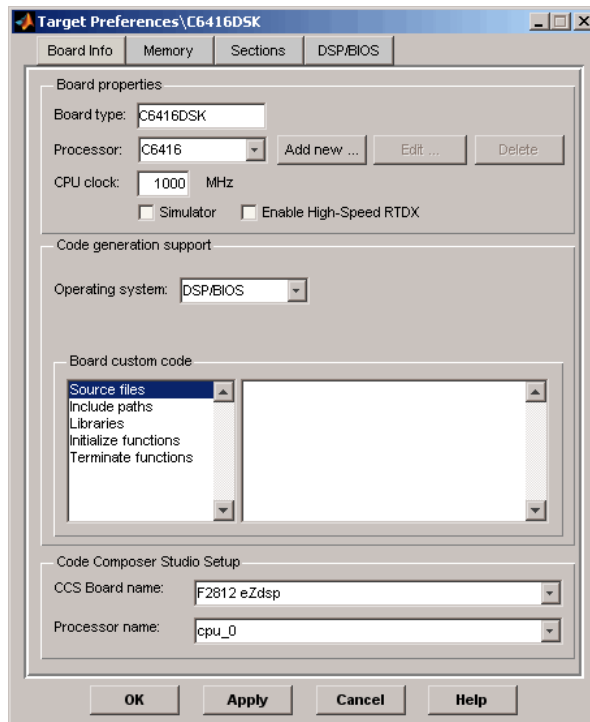 Target Preferences\C6416DSK
Board Info Memory Sections DSP/BIOS
Board properties
Board type: C6416DSK
Processor: C6416 Add new ... Edit ... Delete
CPU clock: 1000 MHz
Simulator Enable High-Speed RTDX
Code generation support
Operating system: DSP/BIOS
Board custom code
Source files
Include paths
Libraries
Initialize functions
Terminate functions
Code Composer Studio Setup
CCS Board name: F2812 eZdsp
Processor name: cpu_0
OK Apply Cancel Help